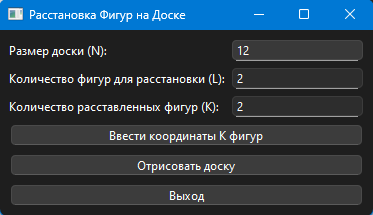 Расстановка Фигур на Доске
Размер доски (N): 12
Количество фигур для расстановки (L): 2
Количество расставленных фигур (K): 2
Ввести координаты K фигур
Отрисовать доску
Выход